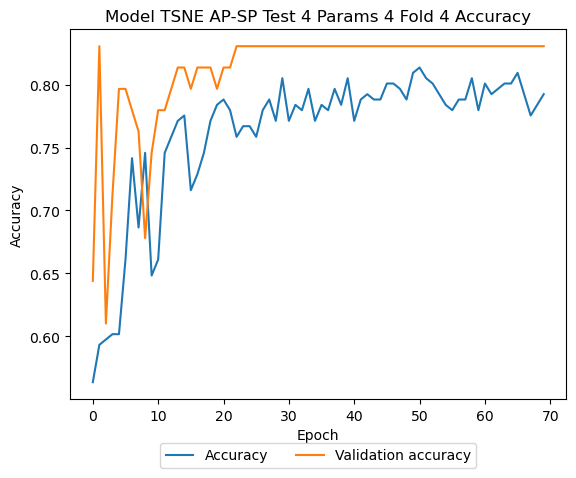 Model TSNE AP-SP Test 4 Params 4 Fold 4 Accuracy
Accuracy
0.80
0.75
0.70
0.65
0.60
0 10 20 30 40 50 60 70
Epoch
Accuracy Validation accuracy